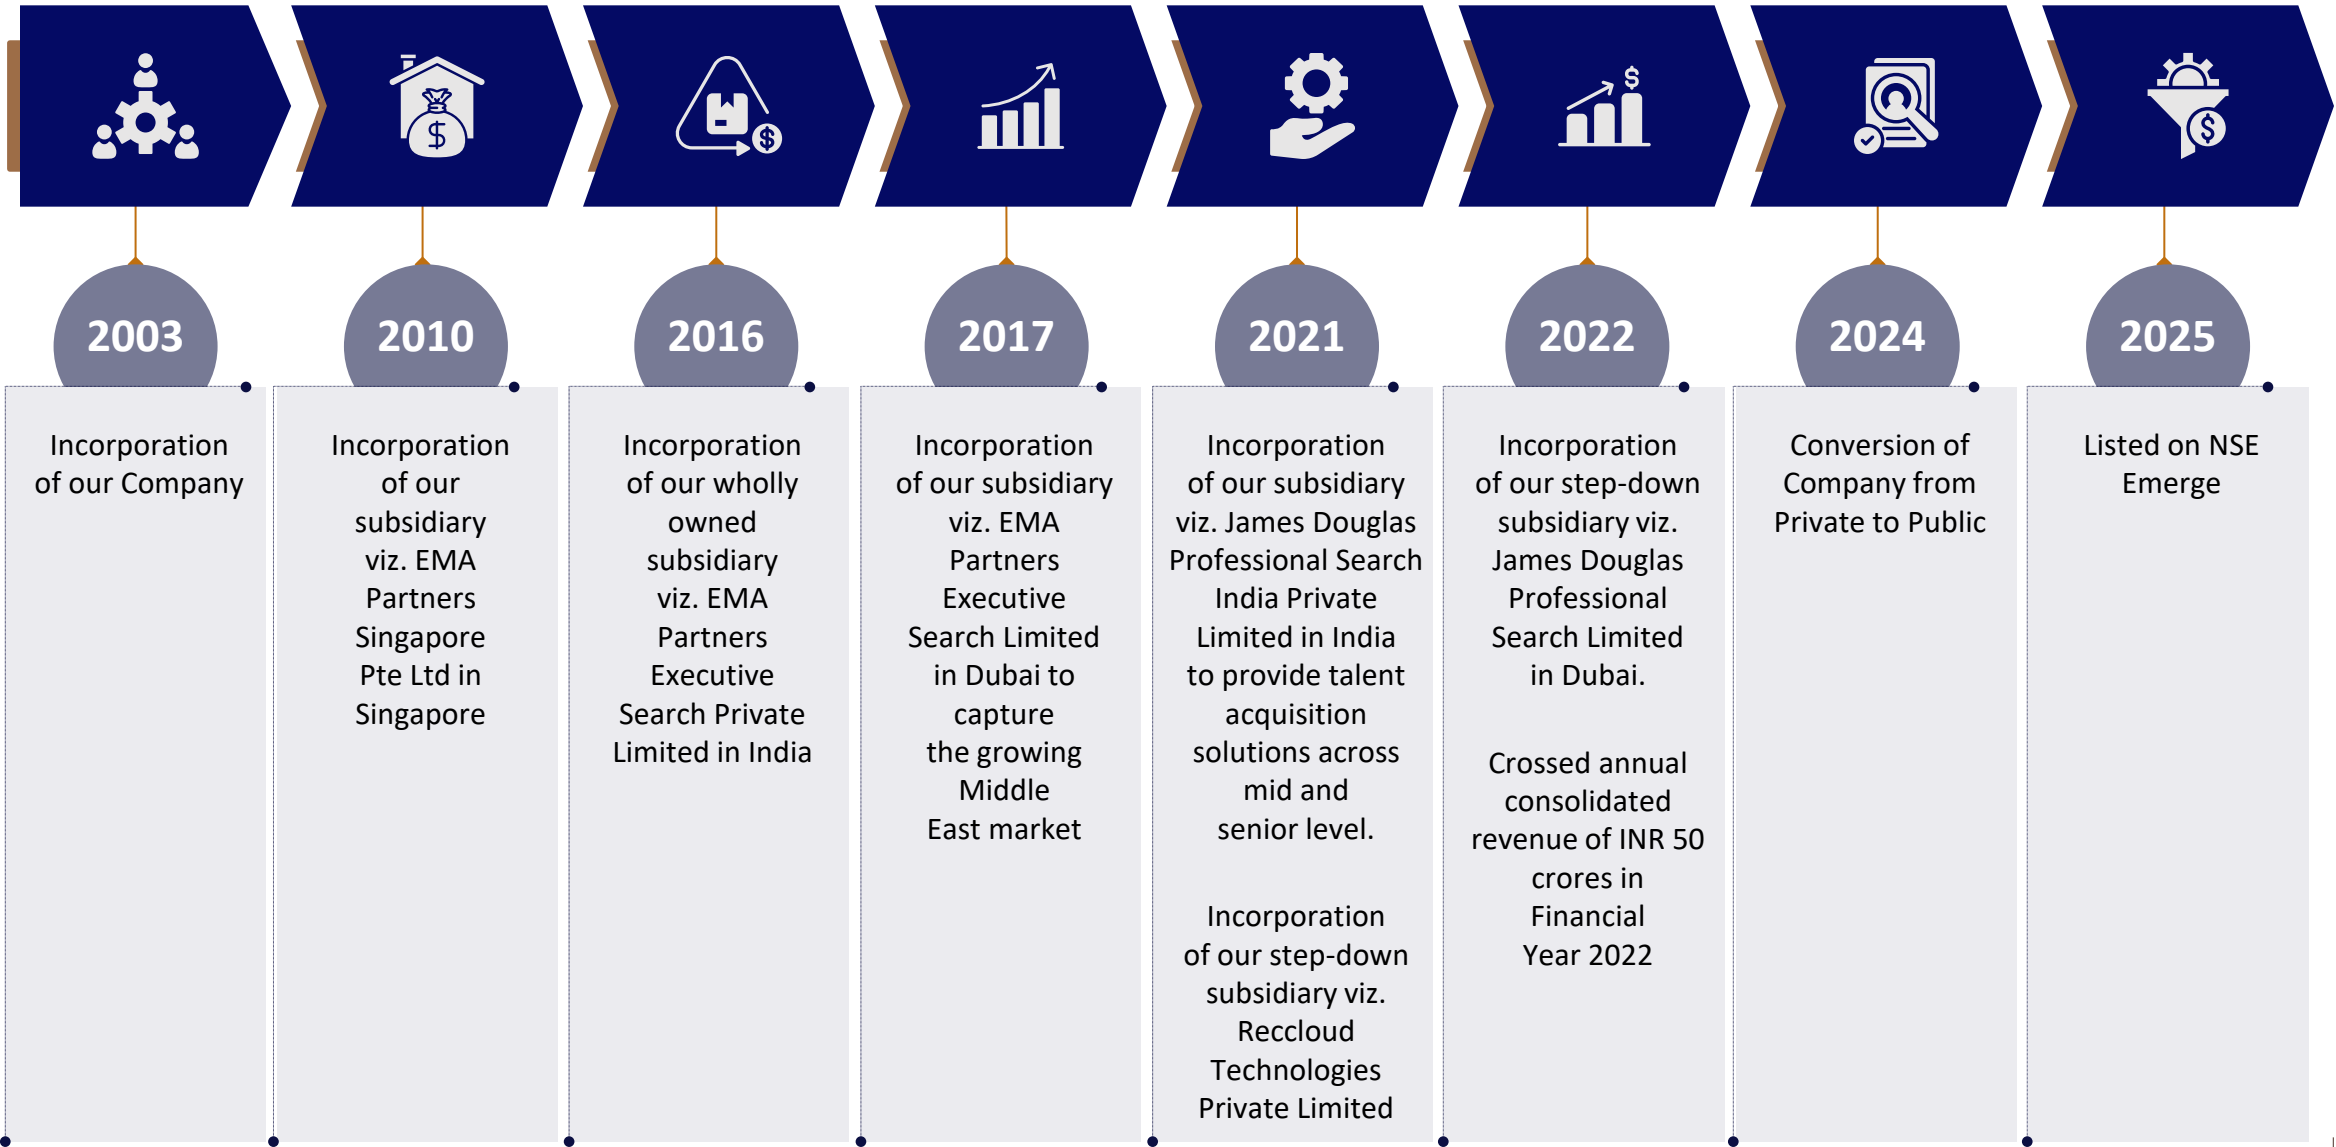 2003
Incorporation
of our Company
2010
Incorporation
of our
subsidiary
viz. EMA
Partners
Singapore
Pte Ltd in
Singapore
2016
Incorporation
of our wholly
owned
subsidiary
viz. EMA
Partners
Executive
Search Private
Limited in India
2017
Incorporation
of our subsidiary
viz. EMA
Partners
Executive
Search Limited
in Dubai to
capture
the growing
Middle
East market
2021
Incorporation
of our subsidiary
viz. James Douglas
Professional Search
India Private
Limited in India
to provide talent
acquisition
solutions across
mid and
senior level.
Incorporation
of our step-down
subsidiary viz.
Reccloud
Technologies
Private Limited
2022
Incorporation
of our step-down
subsidiary viz.
James Douglas
Professional
Search Limited
in Dubai.
Crossed annual
consolidated
revenue of INR 50
crores in
Financial
Year 2022
2024
Conversion of
Company from
Private to Public
2025
Listed on NSE
Emerge